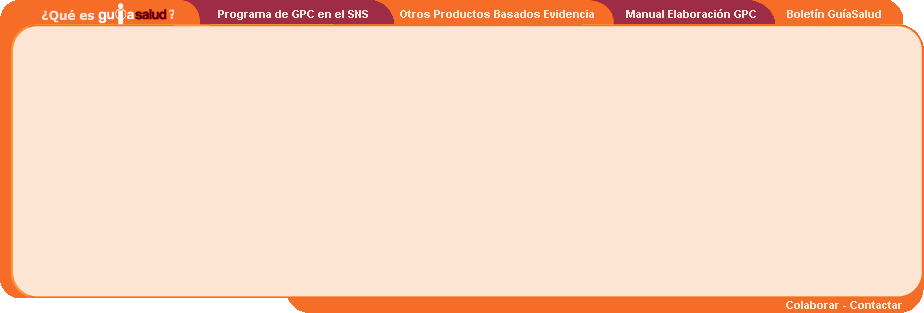 ¿Qué es guíasalud?
Programa de GPC en el SNS
Otros Productos Basados Evidencia
Manual Elaboración GPC
Boletín GuíaSalud
Colaborar - Contactar